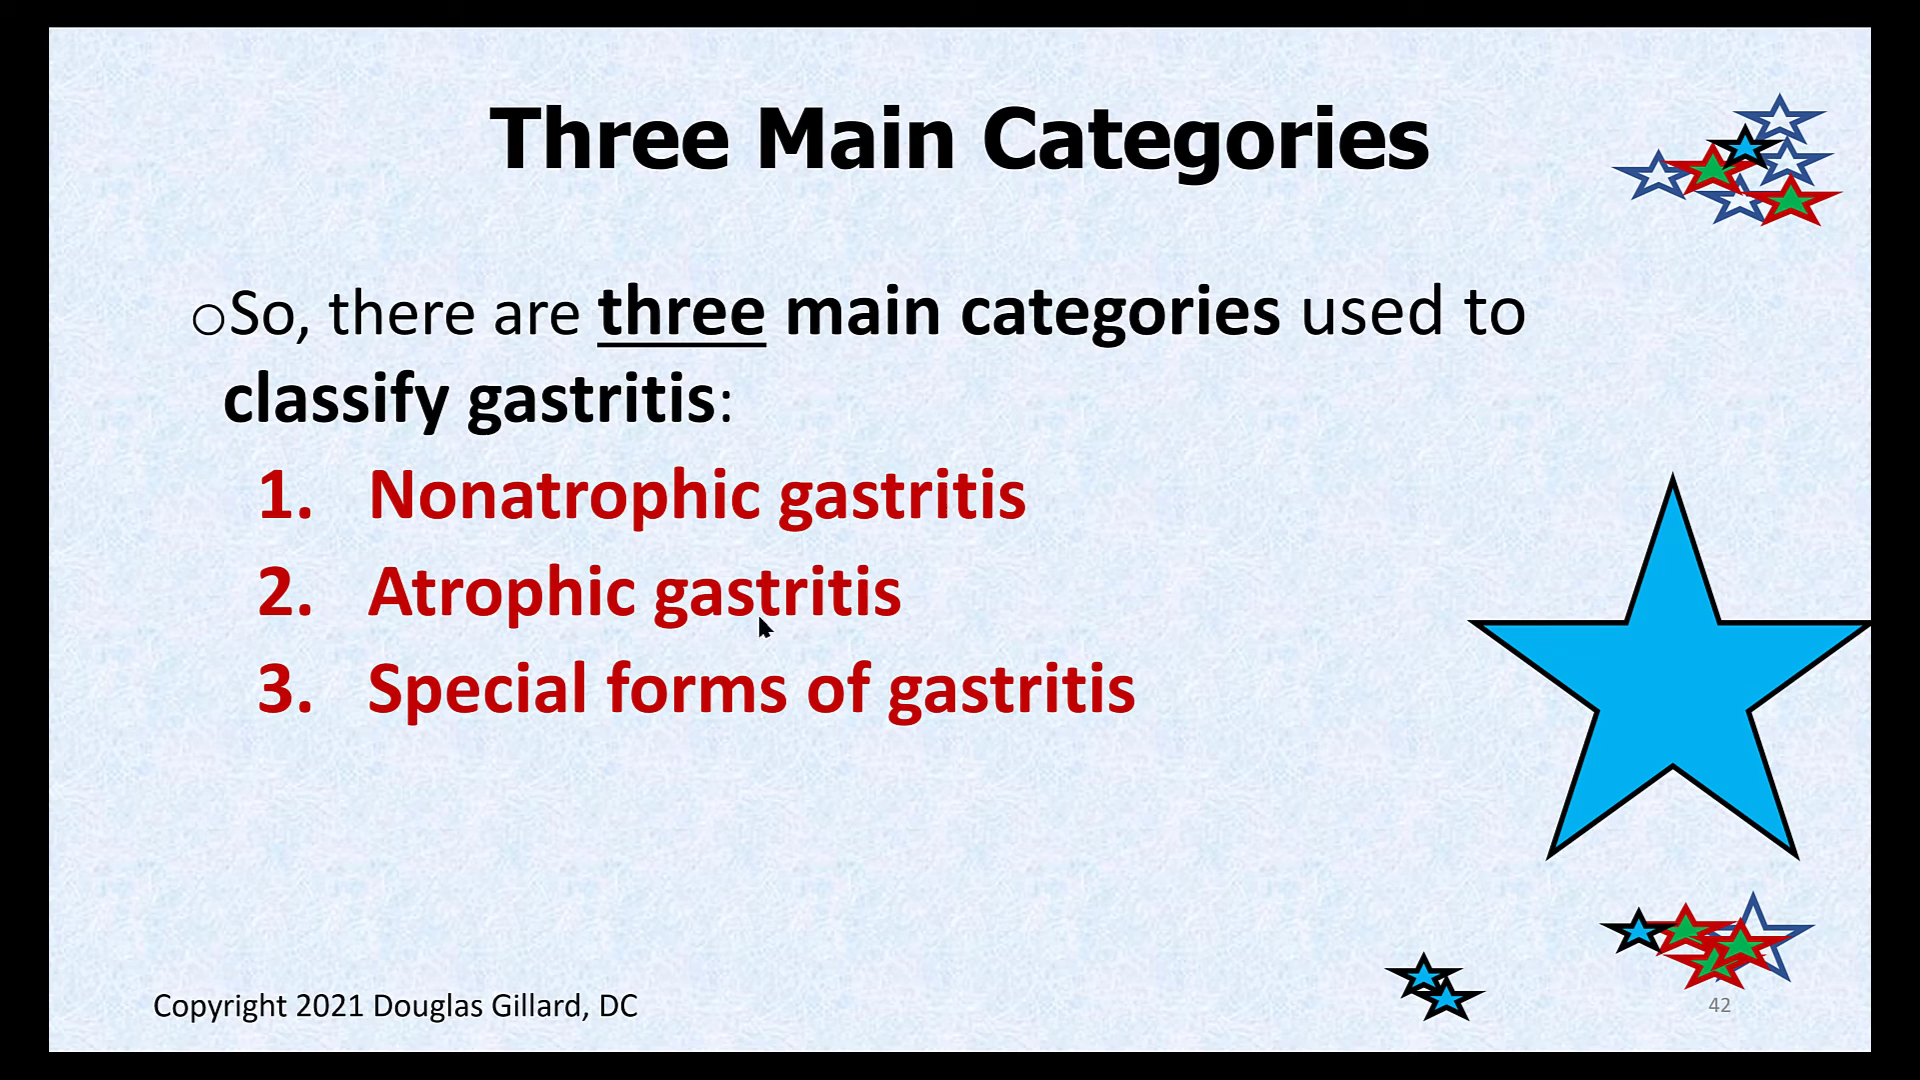 Three Main Categories
oSo, there are three main categories used to
classify gastritis:
1. Nonatrophic gastritis
2. Atrophic gastritis
3. Special forms of gastritis
Copyright 2021 Douglas Gillard, DC
42